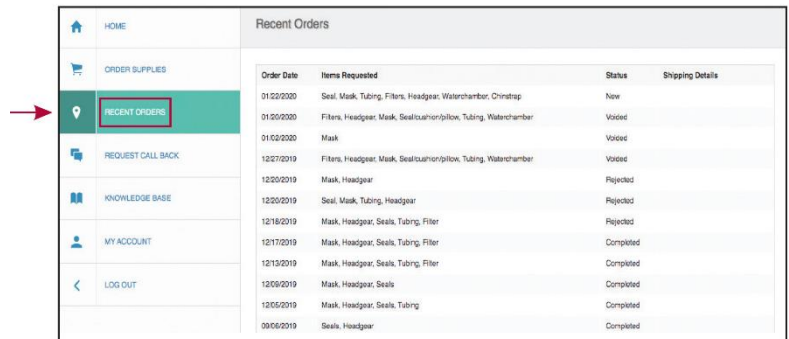 HOME
ORDER SUPPLIES
RECENT ORDERS
REQUEST CALL BACK
KNOWLEDGE BASE
MY ACCOUNT
LOG OUT
Recent Orders
Order Date Items Requested Status Shipping Details
01/22/2020 Seal, Mask, Tubing, Filters, Headgear, Waterchamber, Chinstrap New
01/20/2020 Filters, Headgear, Mask, Seal/cushion/pillow, Tubing, Waterchamber Voided
01/02/2020 Mask Voided
12/27/2019 Filters, Headgear, Mask, Seal/cushion/pillow, Tubing, Waterchamber Voided
12/20/2019 Mask, Headgear Rejected
12/20/2019 Seal, Mask, Tubing, Headgear Rejected
12/18/2019 Mask, Headgear, Seals, Tubing, Filter Rejected
12/17/2019 Mask, Headgear, Seals, Tubing, Filter Completed
12/13/2019 Mask, Headgear, Seals, Tubing, Filter Completed
12/09/2019 Mask, Headgear, Seals Completed
12/05/2019 Mask, Headgear, Seals, Tubing Completed
09/06/2019 Seals, Headgear Completed